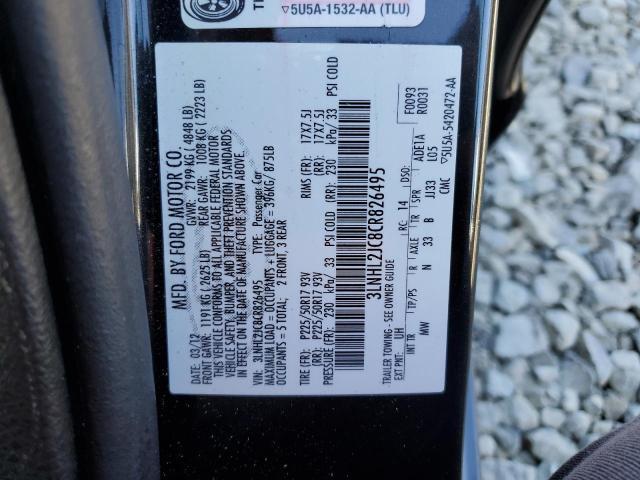 ▽5U5A-1532-AA (TLU)
MFD. BY FORD MOTOR CO.
DATE: 03/12 GVWR: 2199 KG ( 4848 LB)
FRONT GAWR: 1191 KG ( 2625 LB) REAR GAWR: 1008 KG ( 2223 LB)
THIS VEHICLE CONFORMS TO ALL APPLICABLE FEDERAL MOTOR
VEHICLE SAFETY, BUMPER, AND THEFT PREVENTION STANDARDS
IN EFFECT ON THE DATE OF MANUFACTURE SHOWN ABOVE.
VIN: 3LNHL2JC8CR826495 TYPE: Passenger Car
MAXIMUM LOAD = OCCUPANTS + LUGGAGE = 396KG / 875LB
OCCUPANTS = 5 TOTAL: 2 FRONT, 3 REAR
TIRE (FR): P225/50R17 93V RIMS (FR): 17X7.5J
(RR): P225/50R17 93V (RR): 17X7.5J
PRESSURE (FR): 230 kPa/ 33 PSI COLD (RR) 230 kPa/ 33 PSI COLD
3LNHL2JC8CR826495
TRAILER TOWING - SEE OWNER GUIDE F0093
EXT PNT: UH RC: 14 DSO: R0031
INT TR TP/PS R AXLE TR SPR ADE1A
MW N 33 B JJ33 L05
CMC ▽5U5A-5420472-AA